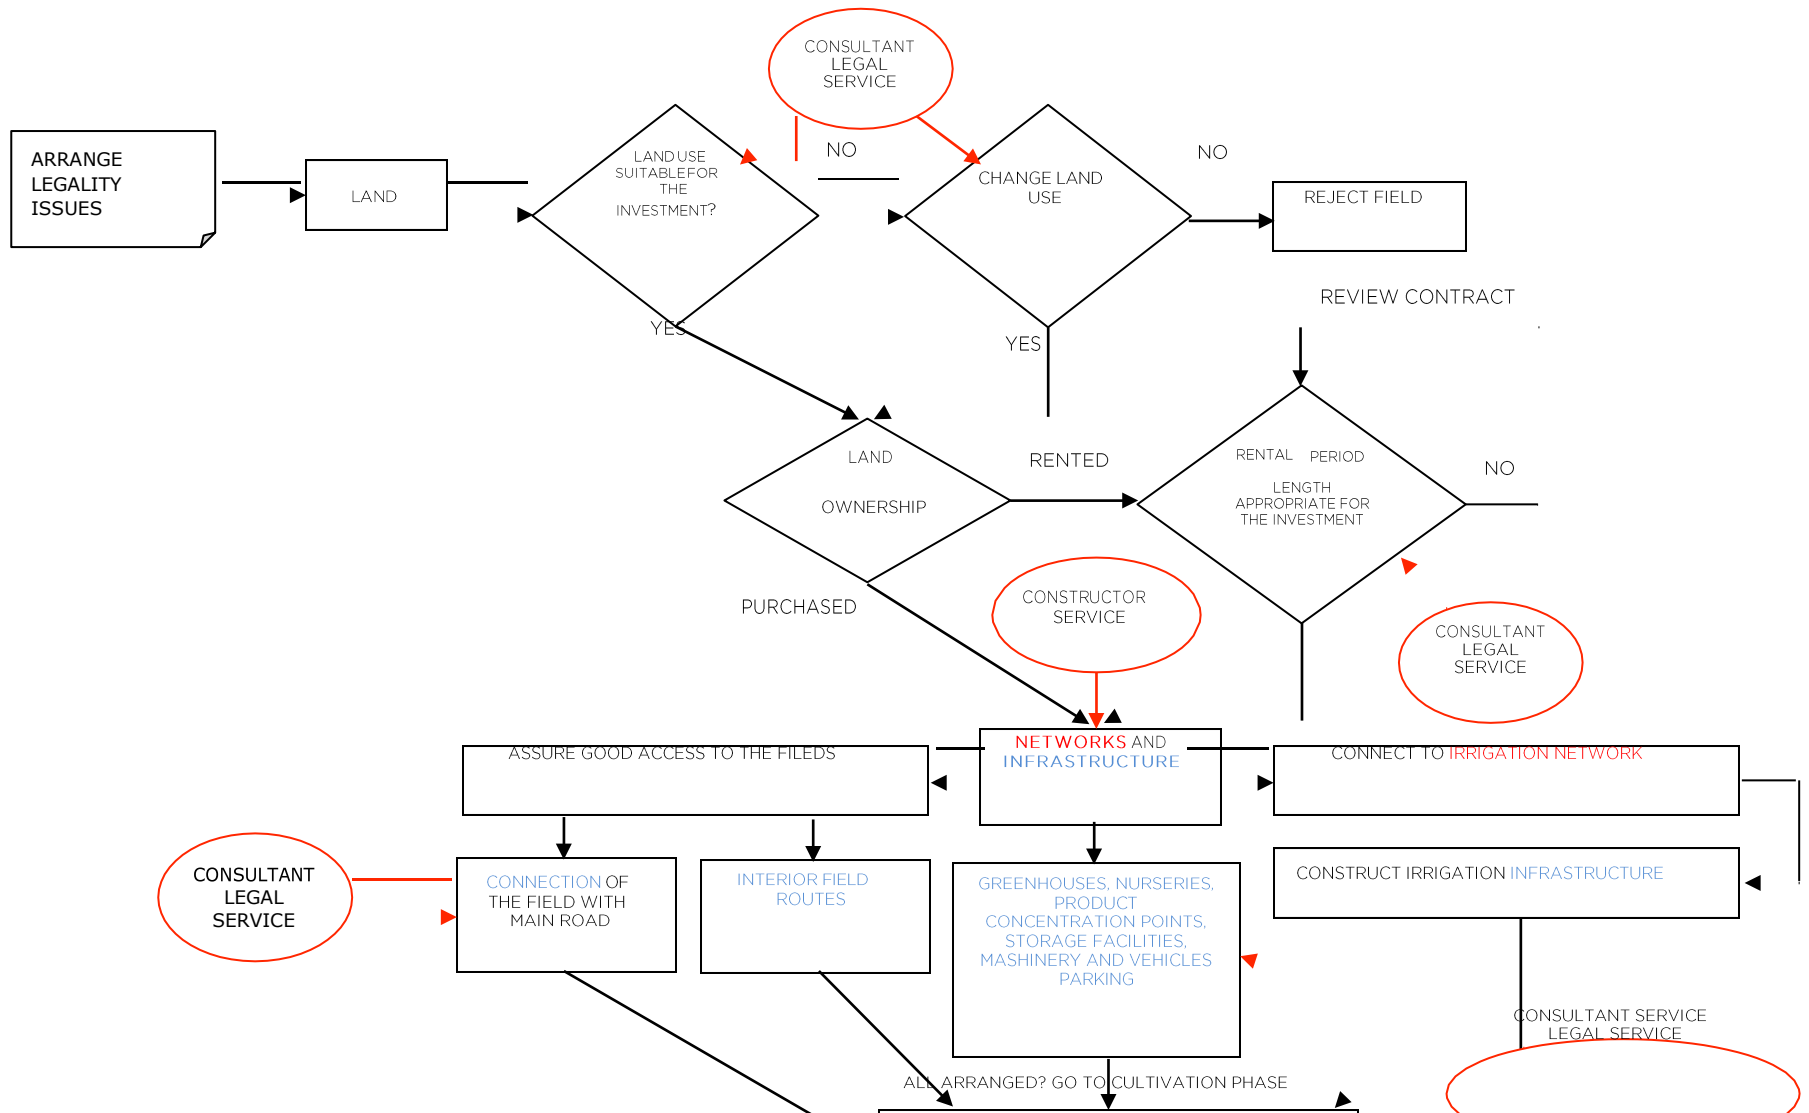 CONSULTANT
LEGAL
SERVICE
ARRANGE
LEGALITY
ISSUES
LAND
LAND USE
SUITABLE FOR
THE
INVESTMENT?
NO
CHANGE LAND
USE
NO
REJECT FIELD
REVIEW CONTRACT
YES
YES
LAND
OWNERSHIP
RENTED
RENTAL PERIOD
LENGTH
APPROPRIATE FOR
THE INVESTMENT
NO
PURCHASED
CONSTRUCTOR
SERVICE
CONSULTANT
LEGAL
SERVICE
ASSURE GOOD ACCESS TO THE FILEDS
NETWORKS AND
INFRASTRUCTURE
CONNECT TO IRRIGATION NETWORK
CONSULTANT
LEGAL
SERVICE
CONNECTION OF
THE FIELD WITH
MAIN ROAD
INTERIOR FIELD
ROUTES
GREENHOUSES, NURSERIES,
PRODUCT
CONCENTRATION POINTS,
STORAGE FACILITIES,
MASHINERY AND VEHICLES
PARKING
CONSTRUCT IRRIGATION INFRASTRUCTURE
CONSULTANT SERVICE
LEGAL SERVICE
ALL ARRANGED? GO TO CULTIVATION PHASE